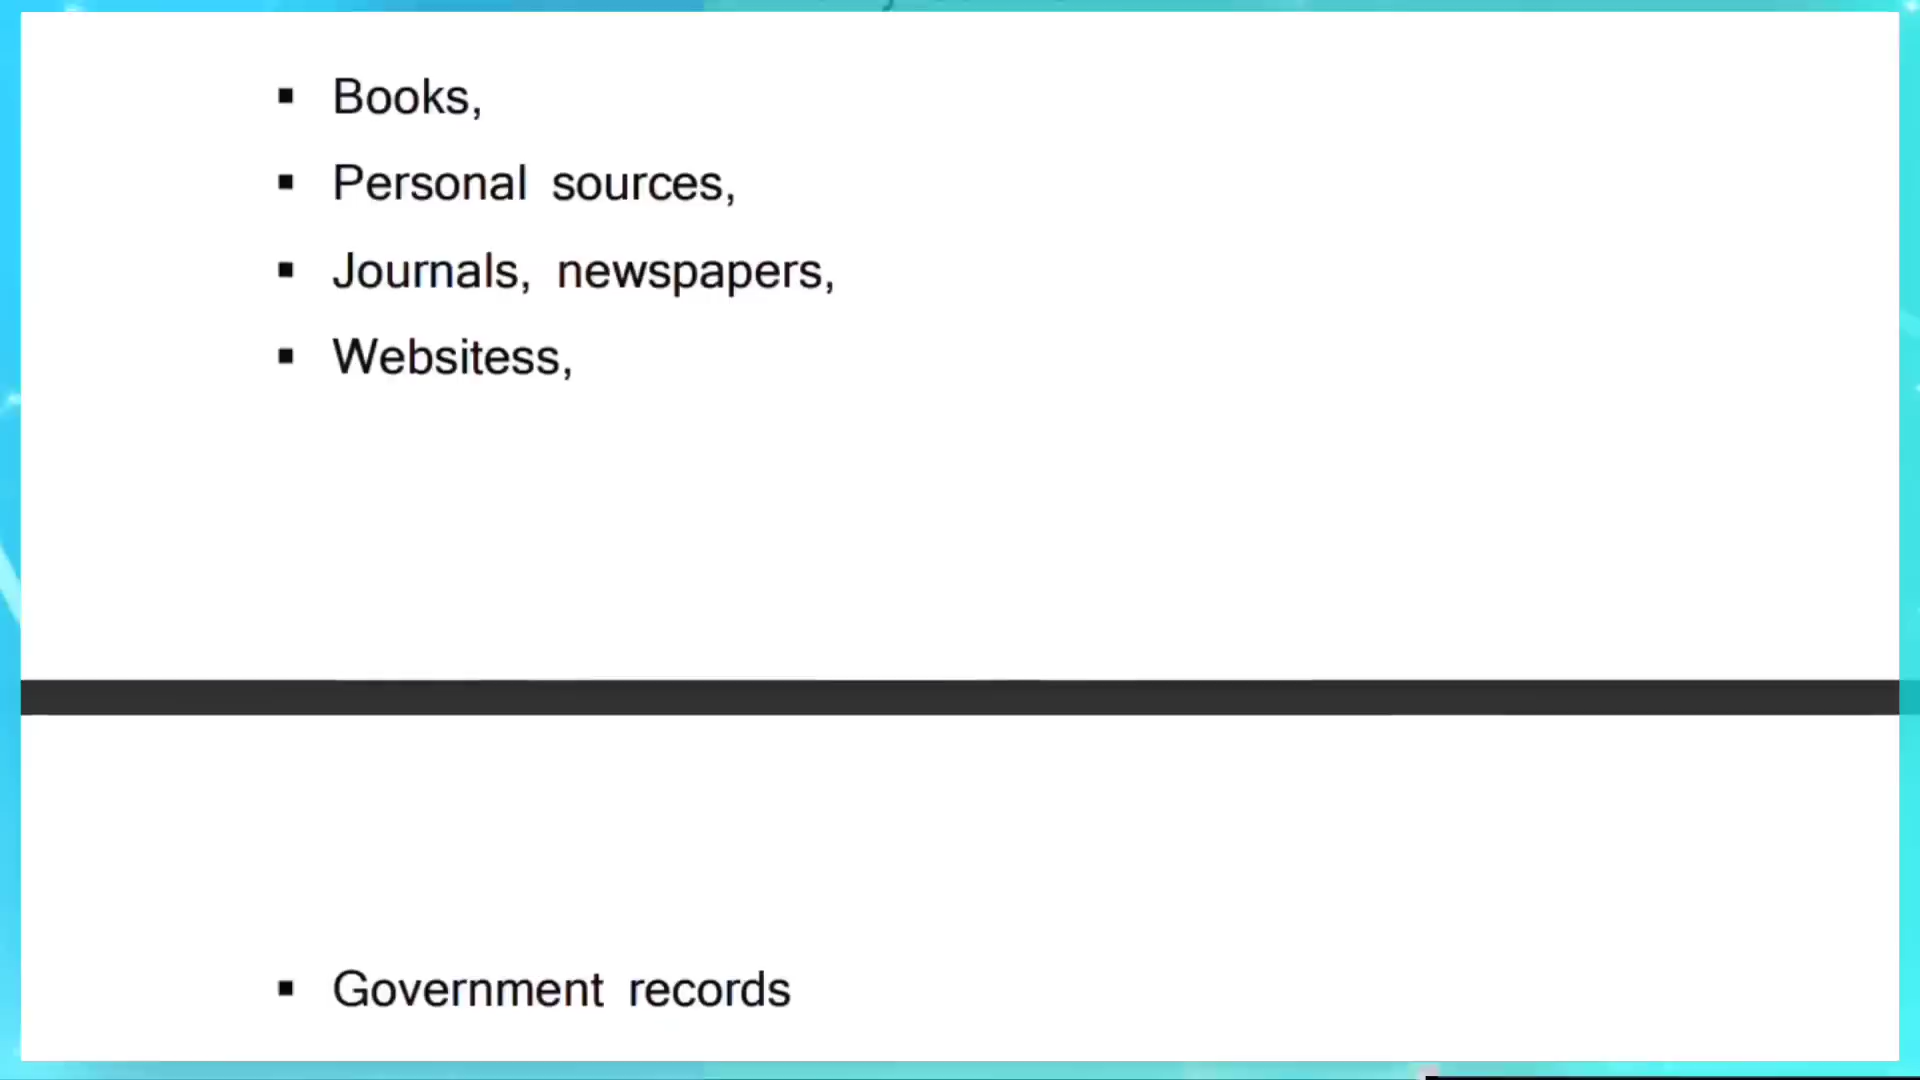 ▪ Books,
▪ Personal sources,
▪ Journals, newspapers,
▪ Websitess,
▪ Government records